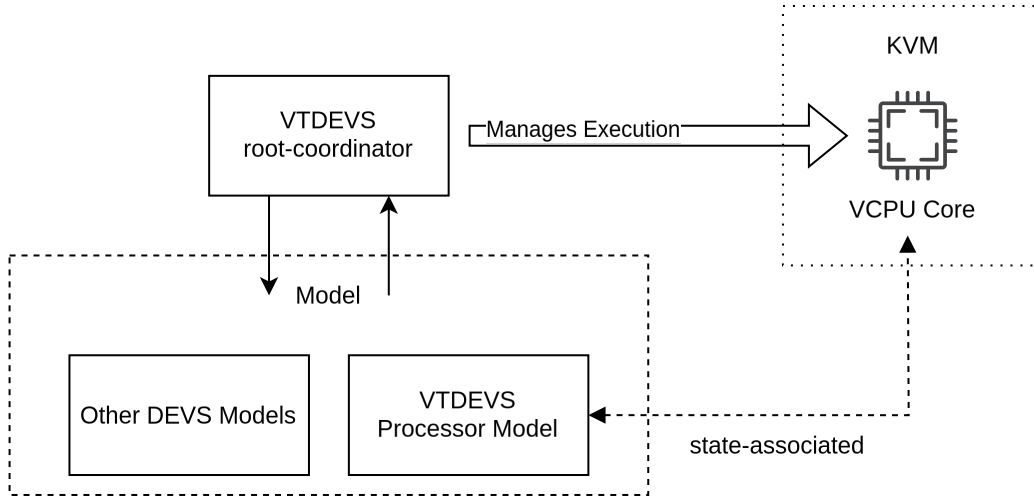 KVM
VTDEVS
root-coordinator
Manages Execution
VCPU Core
Model
Other DEVS Models
VTDEVS
Processor Model
state-associated